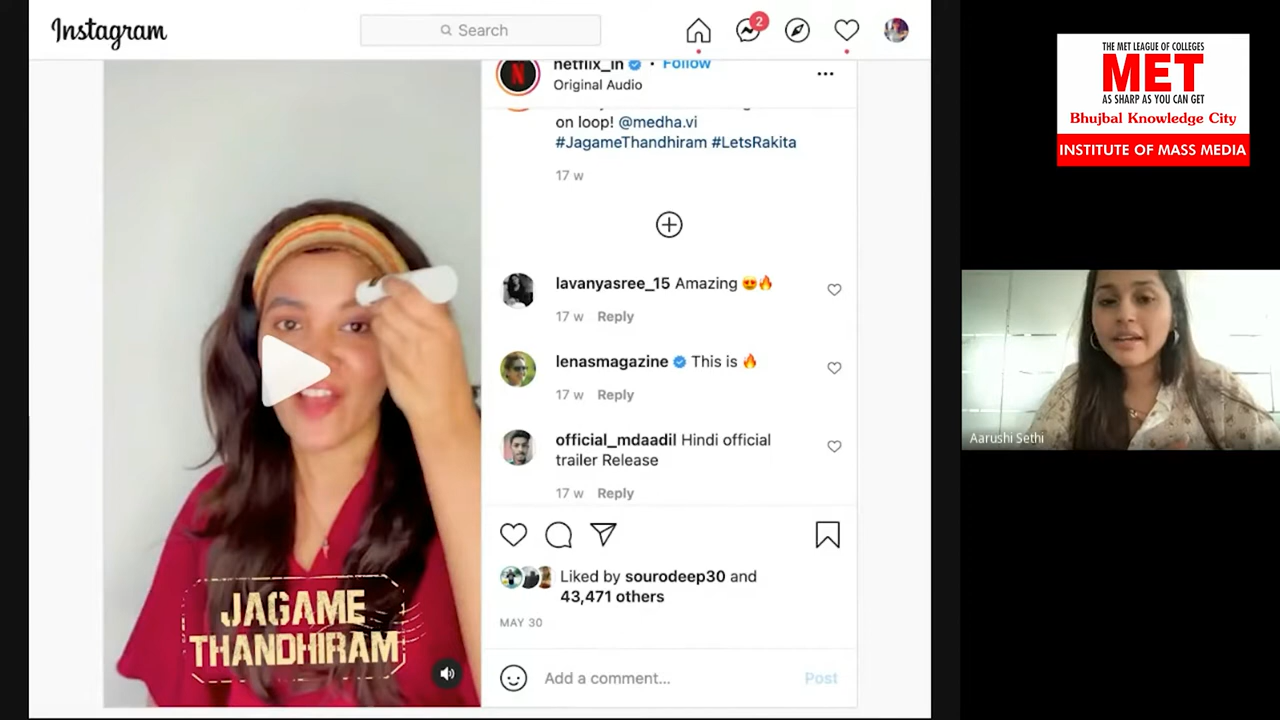 Instagram
Search
2
netflix_in • Follow
Original Audio
on loop! @medha.vi
#JagameThandhiram #LetsRakita
17 w
lavanyasree_15 Amazing 😍🔥
17 w Reply
lenasmagazine This is 🔥
17 w Reply
official_mdaadil Hindi official
trailer Release
17 w Reply
Liked by sourodeep30 and
43,471 others
MAY 30
Add a comment... Post
JAGAME
THANDHIRAM
THE MET LEAGUE OF COLLEGES
MET
AS SHARP AS YOU CAN GET
Bhujbal Knowledge City
INSTITUTE OF MASS MEDIA
Aarushi Sethi